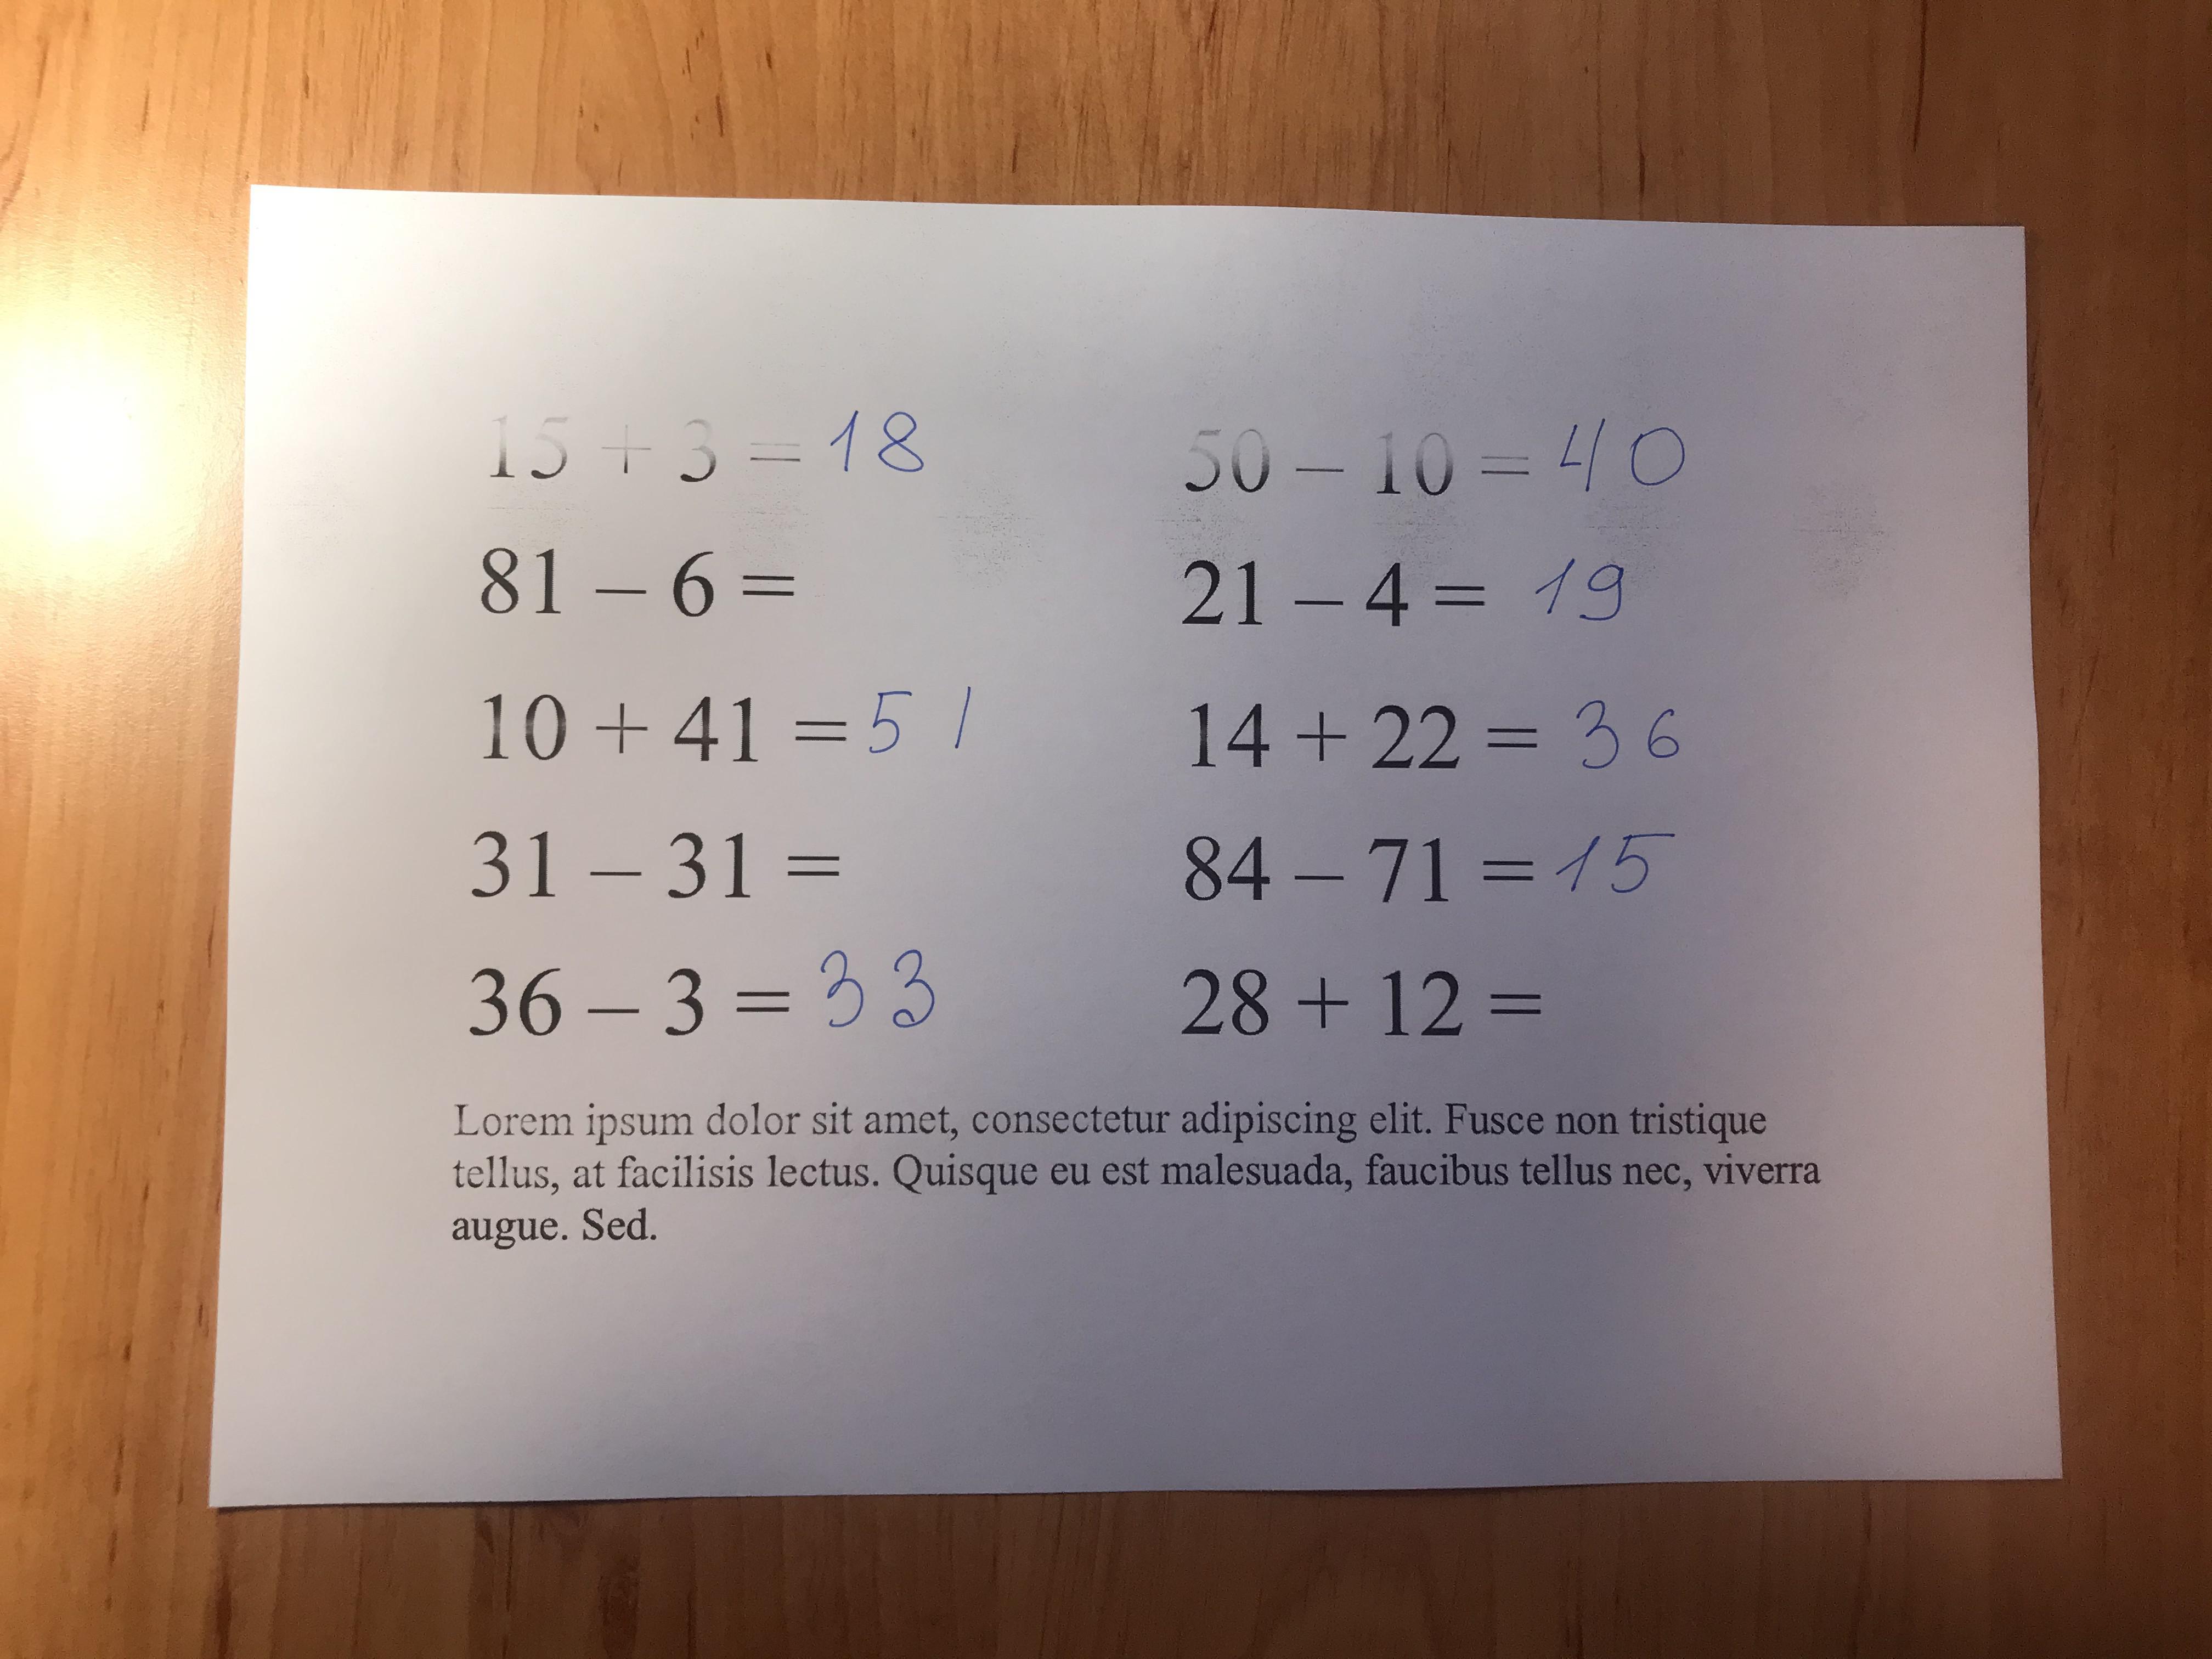 15 + 3 = 18
81 – 6 =
10 + 41 = 51
31 – 31 =
36 – 3 = 33
50 – 10 = 40
21 – 4 = 19
14 + 22 = 36
84 – 71 = 15
28 + 12 =
Lorem ipsum dolor sit amet, consectetur adipiscing elit. Fusce non tristique
tellus, at facilisis lectus. Quisque eu est malesuada, faucibus tellus nec, viverra
augue. Sed.